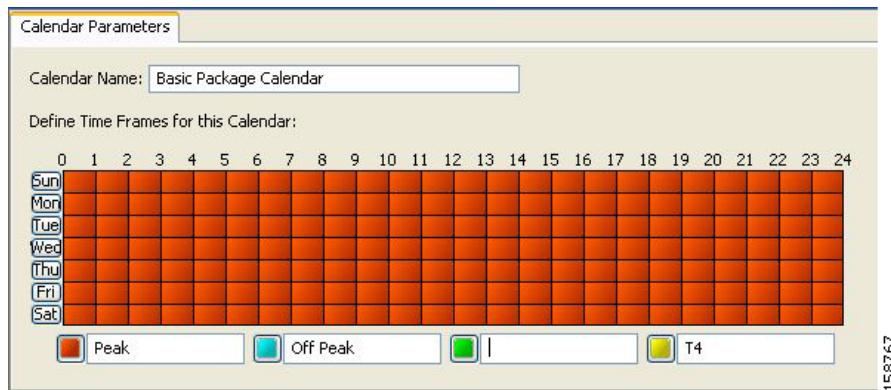 Calendar Parameters
Calendar Name: Basic Package Calendar
Define Time Frames for this Calendar:
0 1 2 3 4 5 6 7 8 9 10 11 12 13 14 15 16 17 18 19 20 21 22 23 24
Sun
Mon
Tue
Wed
Thu
Fri
Sat
Peak Off Peak T4
158767